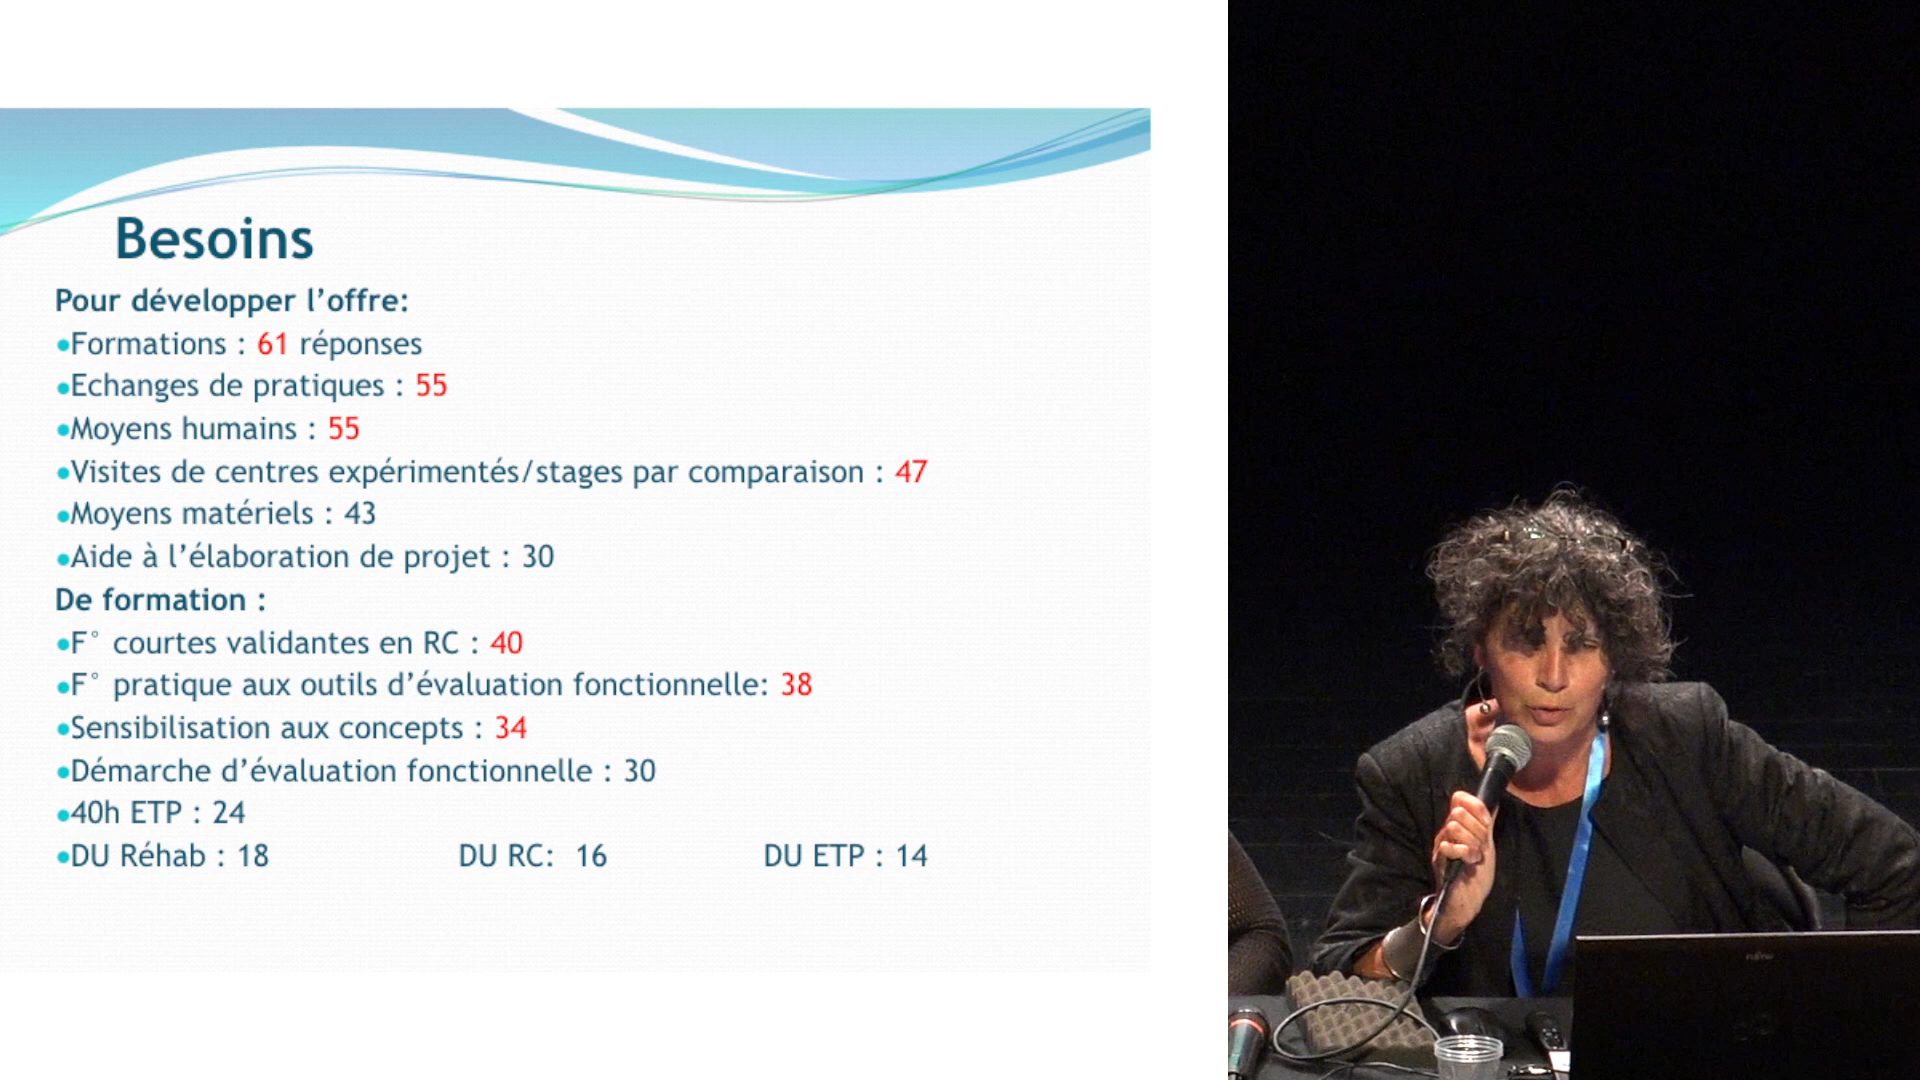 Besoins
Pour développer l’offre:
•Formations : 61 réponses
•Echanges de pratiques : 55
•Moyens humains : 55
•Visites de centres expérimentés/stages par comparaison : 47
•Moyens matériels : 43
•Aide à l’élaboration de projet : 30
De formation :
•F° courtes validantes en RC : 40
•F° pratique aux outils d’évaluation fonctionnelle: 38
•Sensibilisation aux concepts : 34
•Démarche d’évaluation fonctionnelle : 30
•40h ETP : 24
•DU Réhab : 18 DU RC: 16 DU ETP : 14